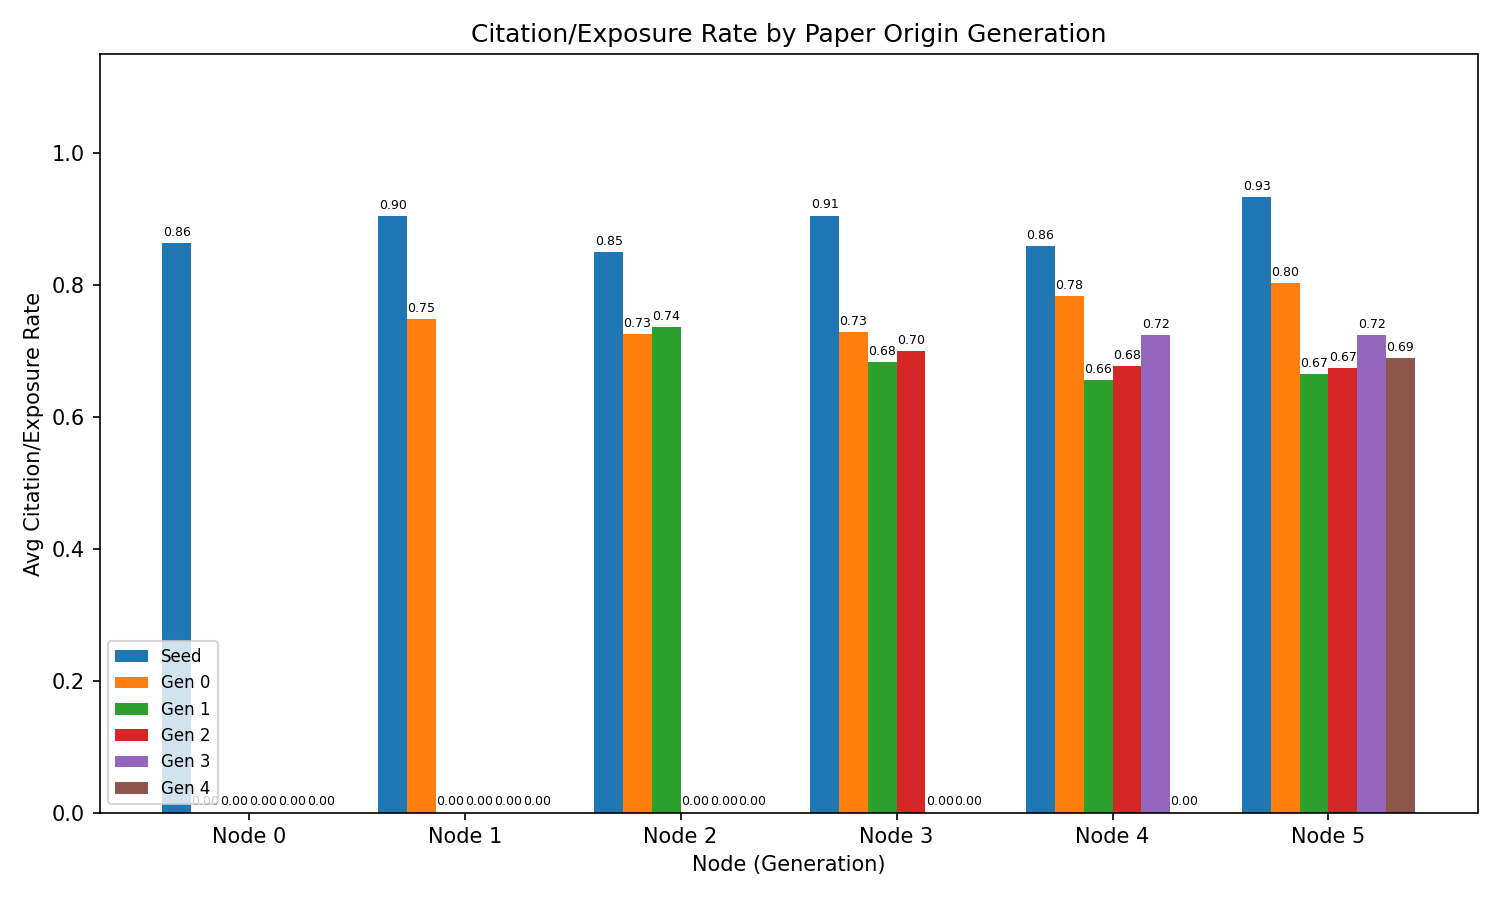 Citation/Exposure Rate by Paper Origin Generation
Avg Citation/Exposure Rate
1.0
0.8
0.6
0.4
0.2
0.0
0.86
0.00 0.00 0.00 0.00 0.00
0.90
0.75
0.00 0.00 0.00 0.00
0.85
0.73 0.74
0.00 0.00 0.00
0.91
0.73
0.68 0.70
0.00 0.00
0.86
0.78
0.66 0.68 0.72
0.00
0.93
0.80
0.67 0.67 0.72 0.69
Seed
Gen 0
Gen 1
Gen 2
Gen 3
Gen 4
Node 0 Node 1 Node 2 Node 3 Node 4 Node 5
Node (Generation)